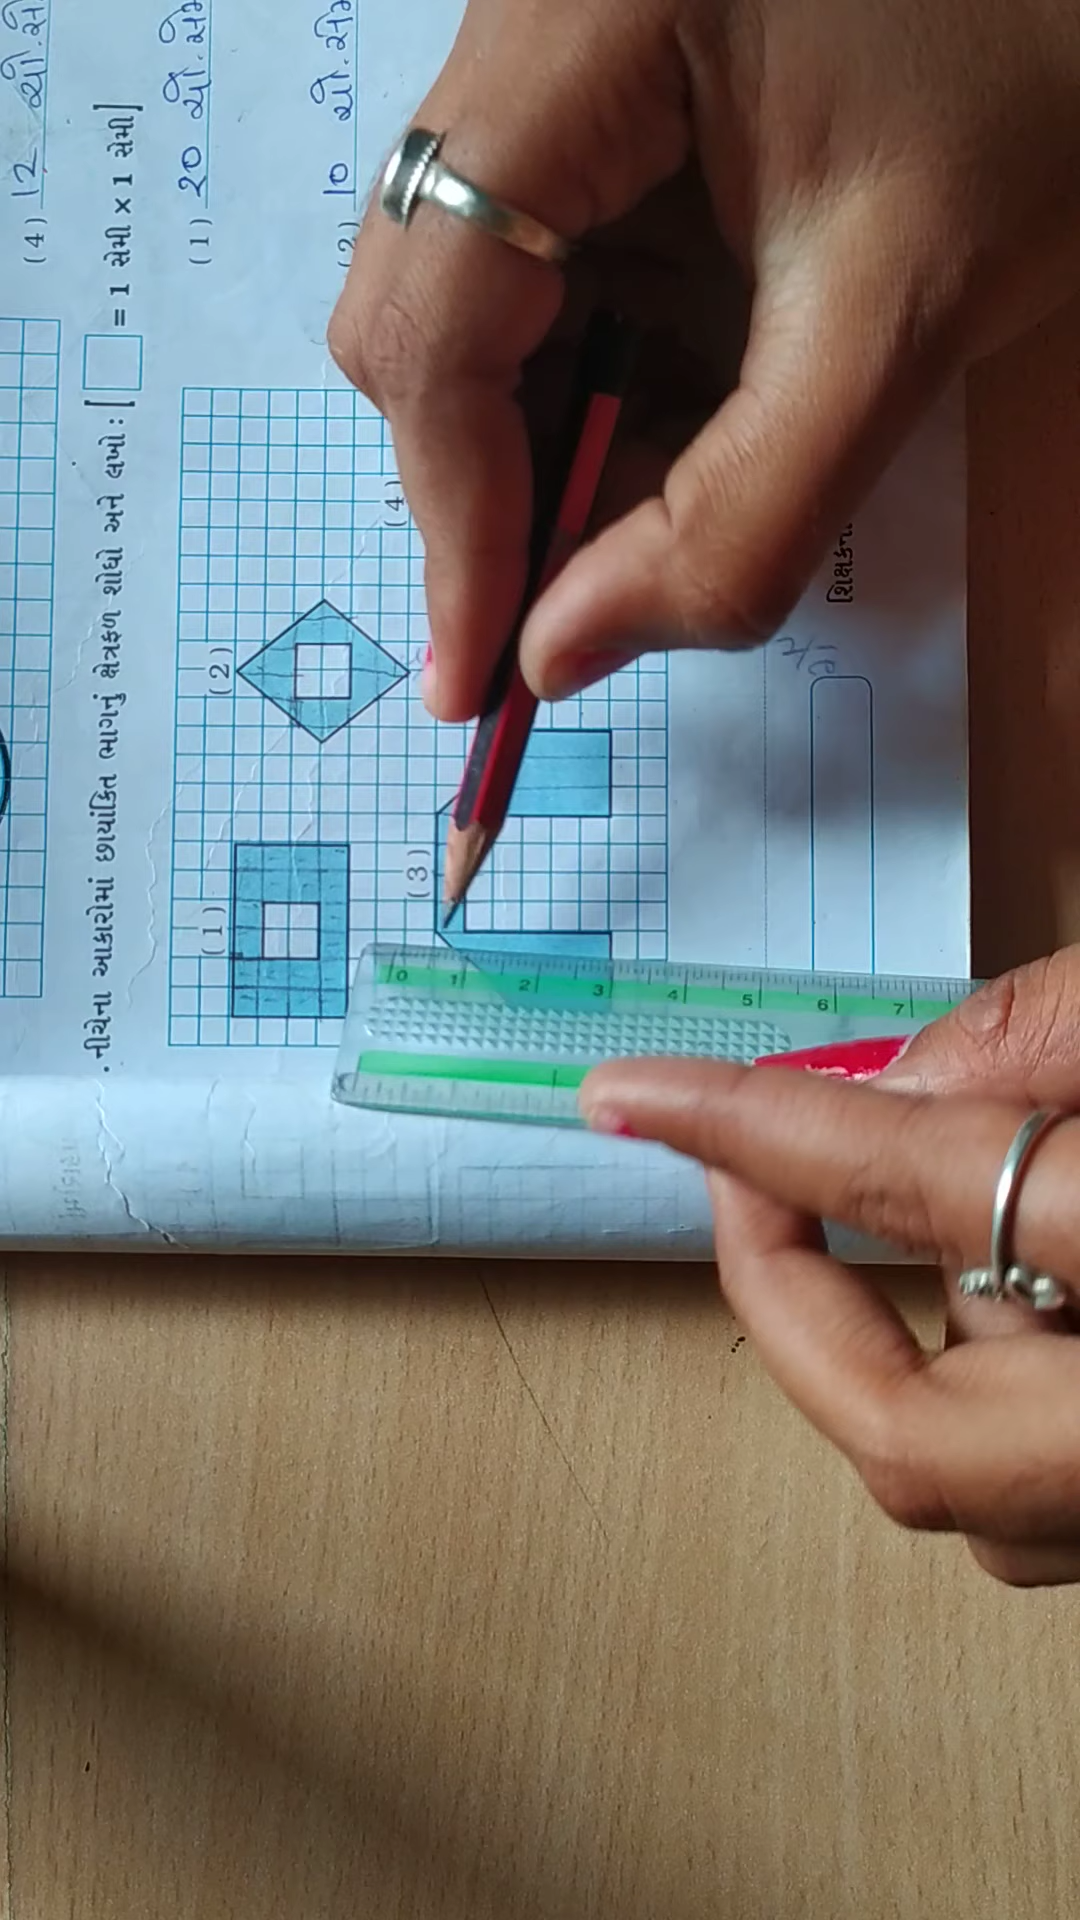 (4) 12 ચો.સે
નીચેના આકારોમાં છાયાંકિત ભાગનું ક્ષેત્રફળ શોધો અને લખો : [ = 1 સેમી × 1 સેમી]
(1) 20 ચો.સેમ
(2) 10 ચો.સેમ
(1)
(2)
(3)
(4)
શિક્ષકન
0 1 2 3 4 5 6 7